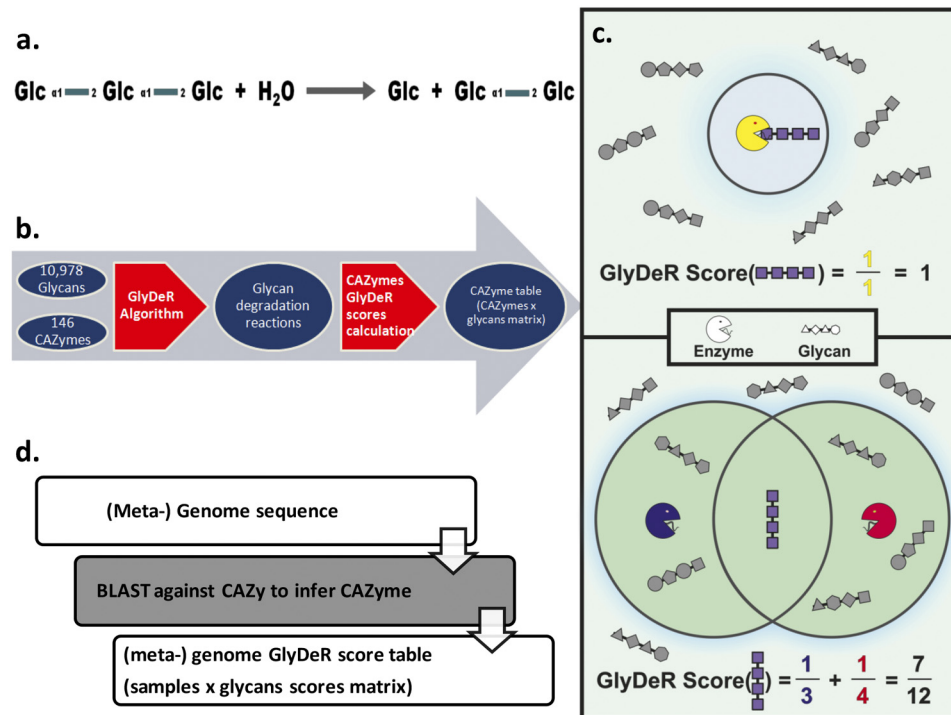 a.
Glc α1 2 Glc α1 2 Glc + H2O Glc + Glc α1 2 Glc
b.
10,978
Glycans
146
CAZymes
GlyDeR
Algorithm
Glycan
degradation
reactions
CAZymes
GlyDeR
scores
calculation
CAZyme table
(CAZymes x
glycans matrix)
c.
GlyDeR Score( ) = 1/1 = 1
Enzyme Glycan
GlyDeR Score( ) = 1/3 + 1/4 = 7/12
d.
(Meta-) Genome sequence
BLAST against CAZy to infer CAZyme
(meta-) genome GlyDeR score table
(samples x glycans scores matrix)